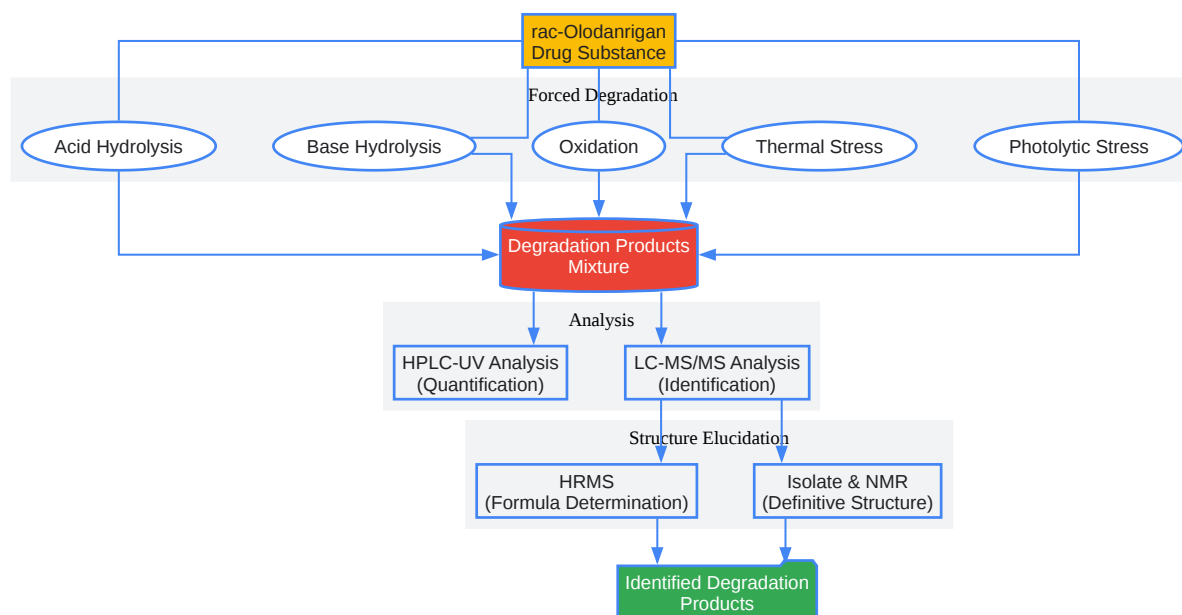 rac-Olodanrigan
Drug Substance
Forced Degradation
Acid Hydrolysis
Base Hydrolysis
Oxidation
Thermal Stress
Photolytic Stress
Degradation Products
Mixture
Analysis
HPLC-UV Analysis
(Quantification)
LC-MS/MS Analysis
(Identification)
Structure Elucidation
HRMS
(Formula Determination)
Isolate & NMR
(Definitive Structure)
Identified Degradation
Products